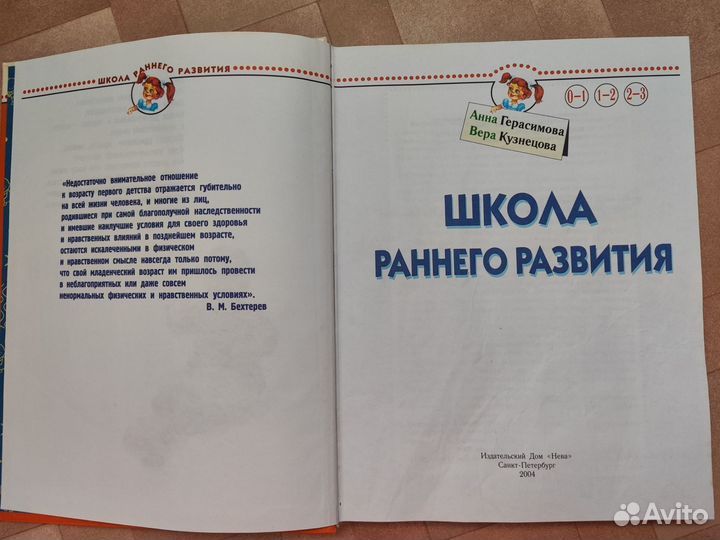 ШКОЛА РАННЕГО РАЗВИТИЯ
«Недостаточно внимательное отношение
к возрасту первого детства отражается губительно
на всей жизни человека, и многие из лиц,
родившиеся при самой благополучной наследственности
и имевшие наилучшие условия для своего здоровья
и нравственных влияний в позднейшем возрасте,
остаются искалеченными в физическом
и нравственном смысле навсегда только потому,
что свой младенческий возраст им пришлось провести
в неблагоприятных или даже совсем
ненормальных физических и нравственных условиях».
В. М. Бехтерев
0–1 1–2 2–3
Анна Герасимова
Вера Кузнецова
ШКОЛА
РАННЕГО РАЗВИТИЯ
Издательский Дом «Нева»
Санкт-Петербург
2004
Avito